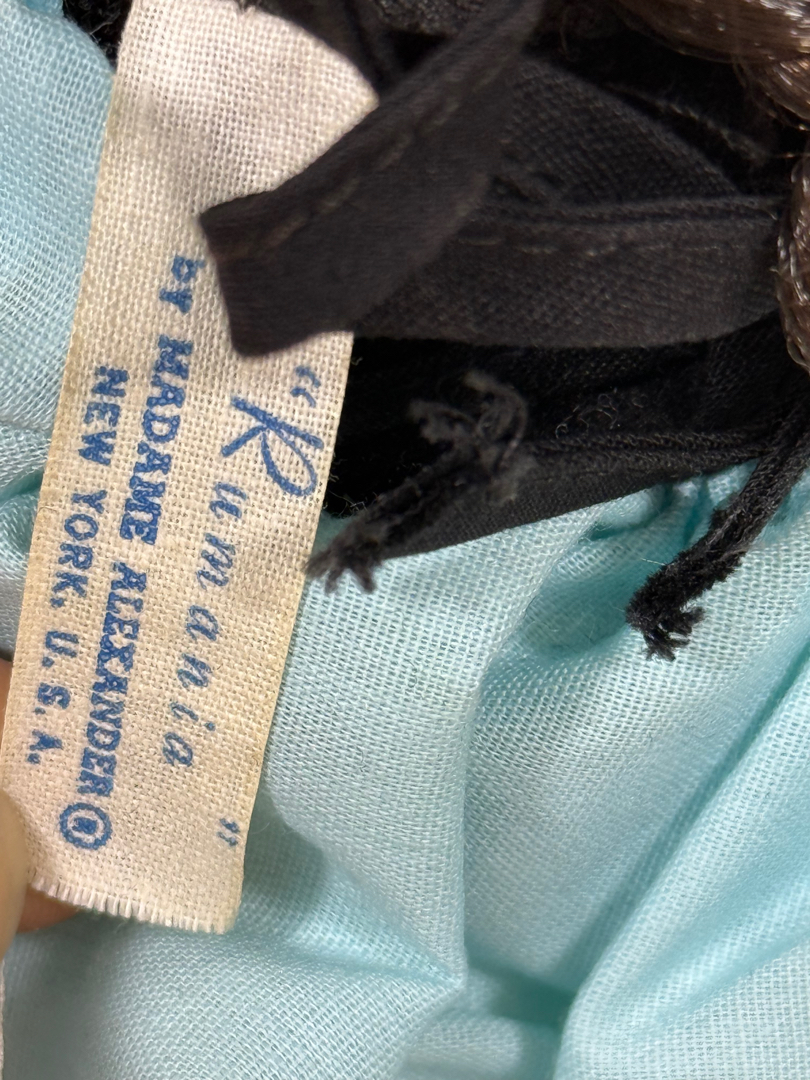 "Rumania"
by MADAME ALEXANDER®
NEW YORK, U.S.A.